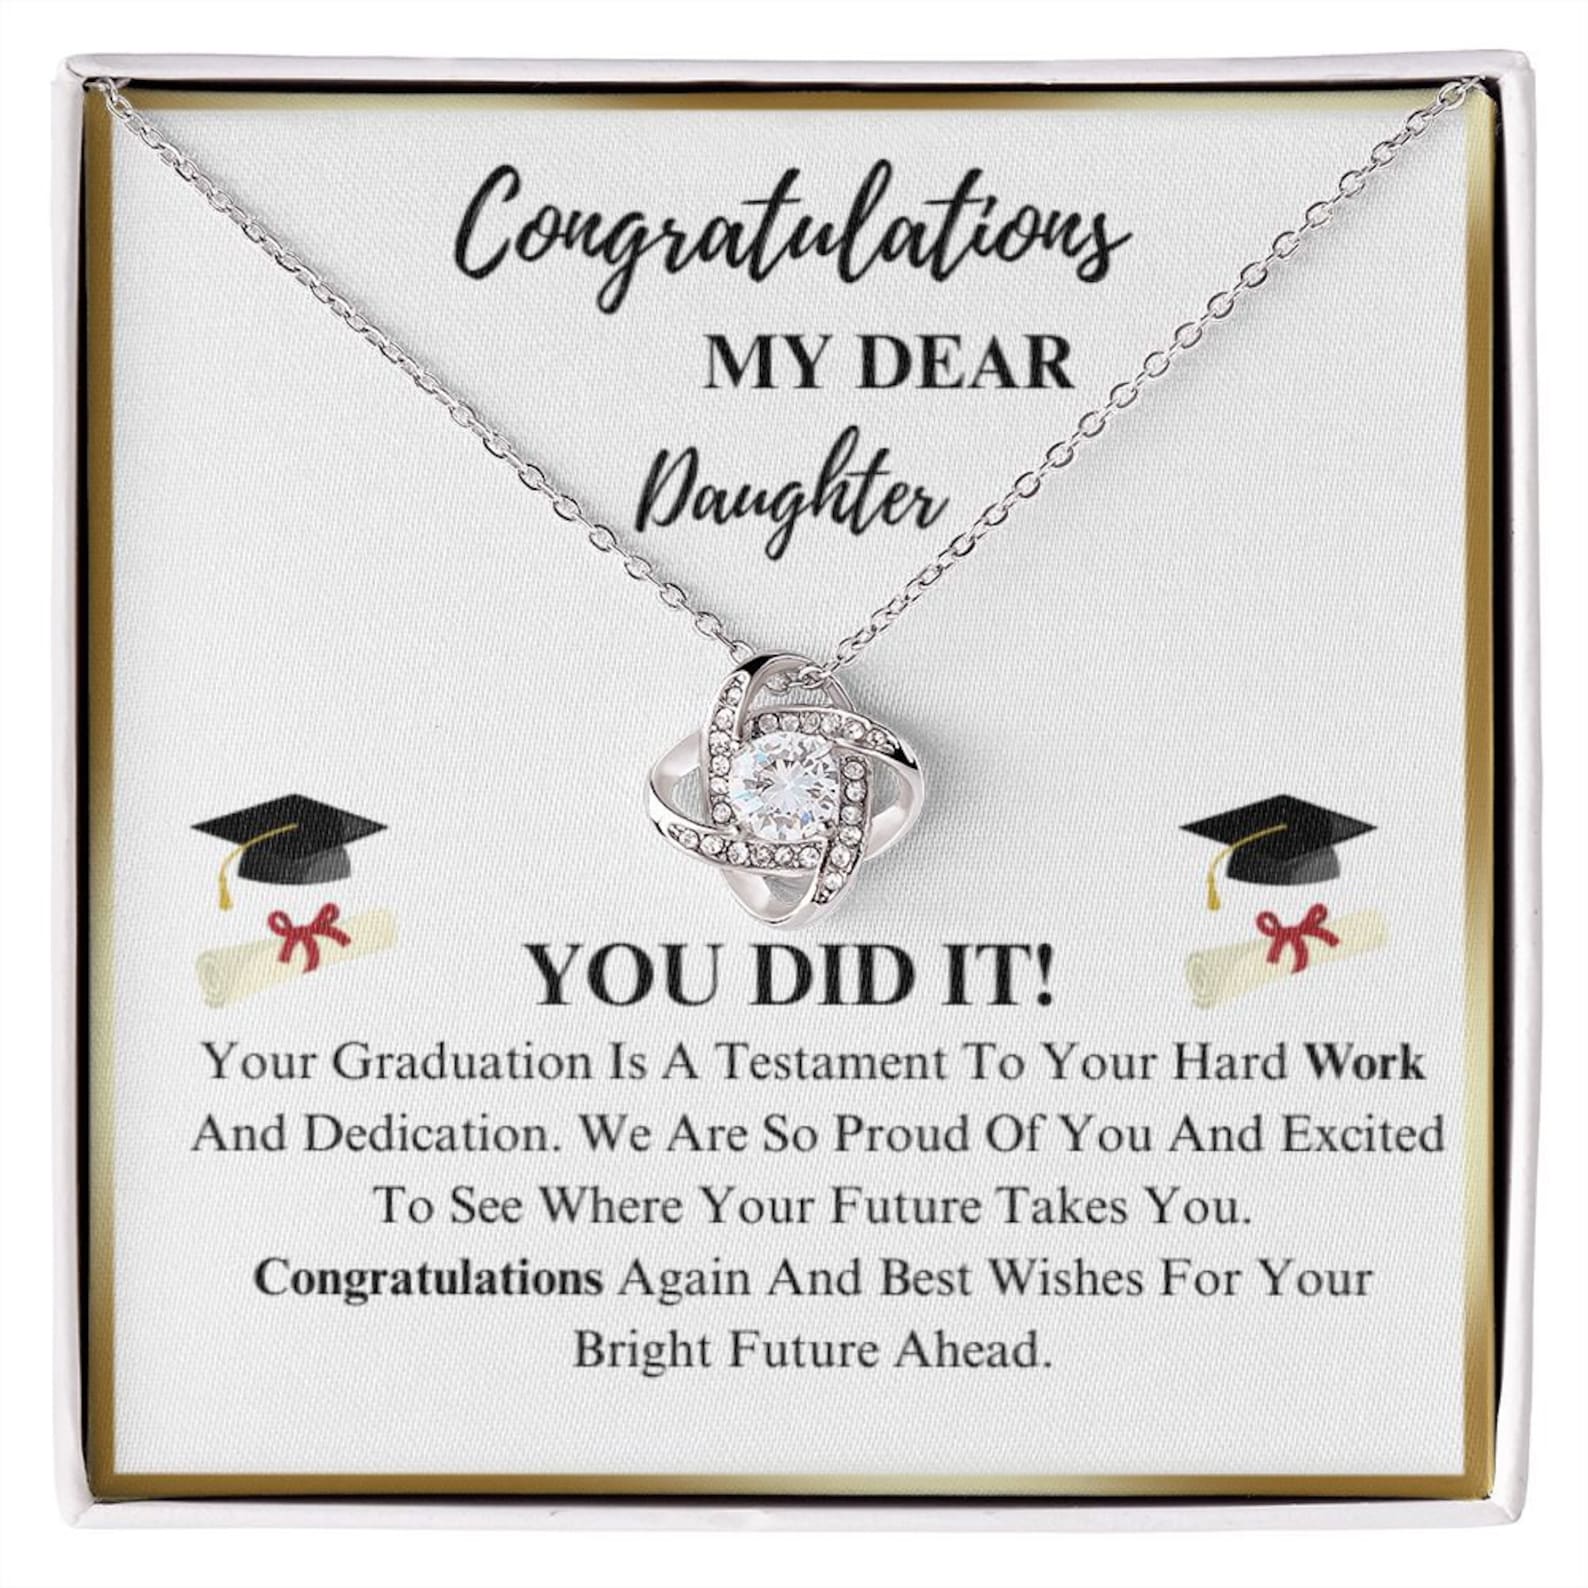 Congratulations
MY DEAR
Daughter
YOU DID IT!
Your Graduation Is A Testament To Your Hard Work
And Dedication. We Are So Proud Of You And Excited
To See Where Your Future Takes You.
Congratulations Again And Best Wishes For Your
Bright Future Ahead.